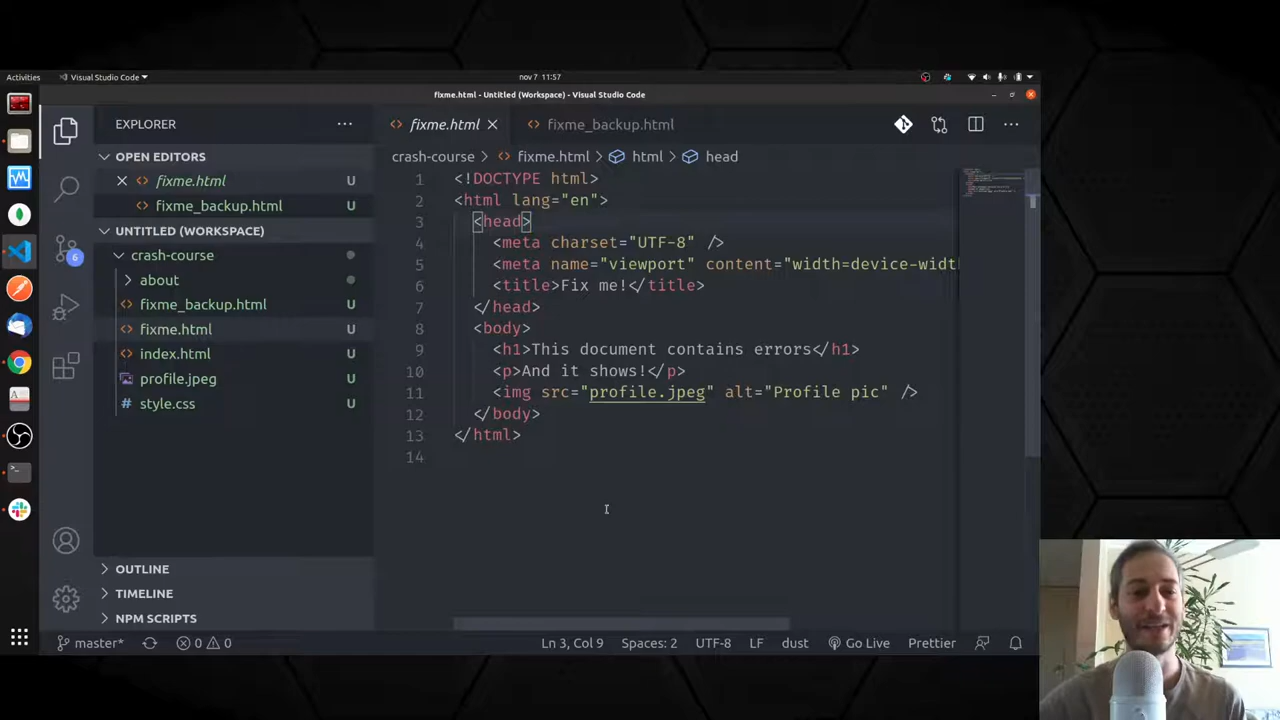 Activities
Visual Studio Code
nov 7 11:57
fixme.html - Untitled (Workspace) - Visual Studio Code
EXPLORER
OPEN EDITORS
fixme.html U
fixme_backup.html U
UNTITLED (WORKSPACE)
crash-course
about
fixme_backup.html U
fixme.html U
index.html U
profile.jpeg U
style.css U
OUTLINE
TIMELINE
NPM SCRIPTS
6
fixme.html
fixme_backup.html
crash-course > fixme.html > html > head
1 <!DOCTYPE html>
2 <html lang="en">
3 <head>
4 <meta charset="UTF-8" />
5 <meta name="viewport" content="width=device-widt
6 <title>Fix me!</title>
7 </head>
8 <body>
9 <h1>This document contains errors</h1>
10 <p>And it shows!</p>
11 <img src="profile.jpeg" alt="Profile pic" />
12 </body>
13 </html>
14
master* 0 0 Ln 3, Col 9 Spaces: 2 UTF-8 LF dust Go Live Prettier